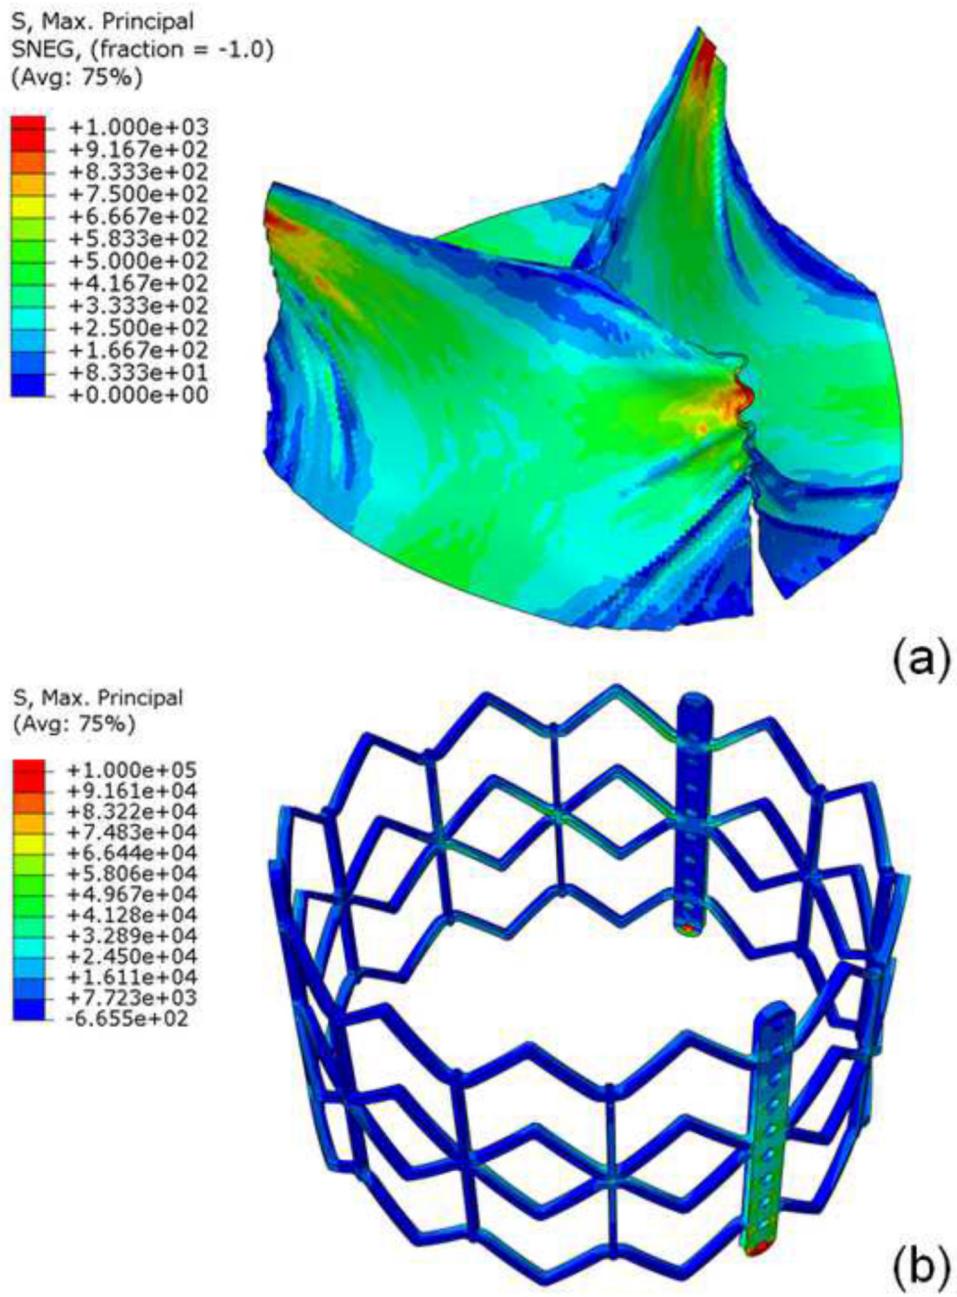 S, Max. Principal
SNEG, (fraction = -1.0)
(Avg: 75%)
+1.000e+03
+9.167e+02
+8.333e+02
+7.500e+02
+6.667e+02
+5.833e+02
+5.000e+02
+4.167e+02
+3.333e+02
+2.500e+02
+1.667e+02
+8.333e+01
+0.000e+00
(a)
S, Max. Principal
(Avg: 75%)
+1.000e+05
+9.161e+04
+8.322e+04
+7.483e+04
+6.644e+04
+5.806e+04
+4.967e+04
+4.128e+04
+3.289e+04
+2.450e+04
+1.611e+04
+7.723e+03
-6.655e+02
(b)